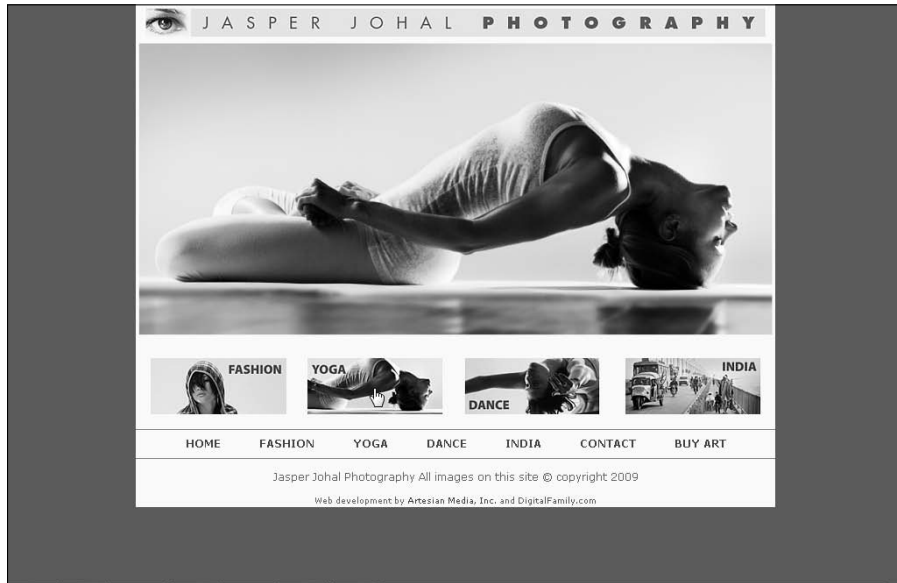 JASPER JOHAL PHOTOGRAPHY
FASHION
YOGA
DANCE
INDIA
HOME FASHION YOGA DANCE INDIA CONTACT BUY ART
Jasper Johal Photography All images on this site © copyright 2009
Web development by Artesian Media, Inc. and DigitalFamily.com